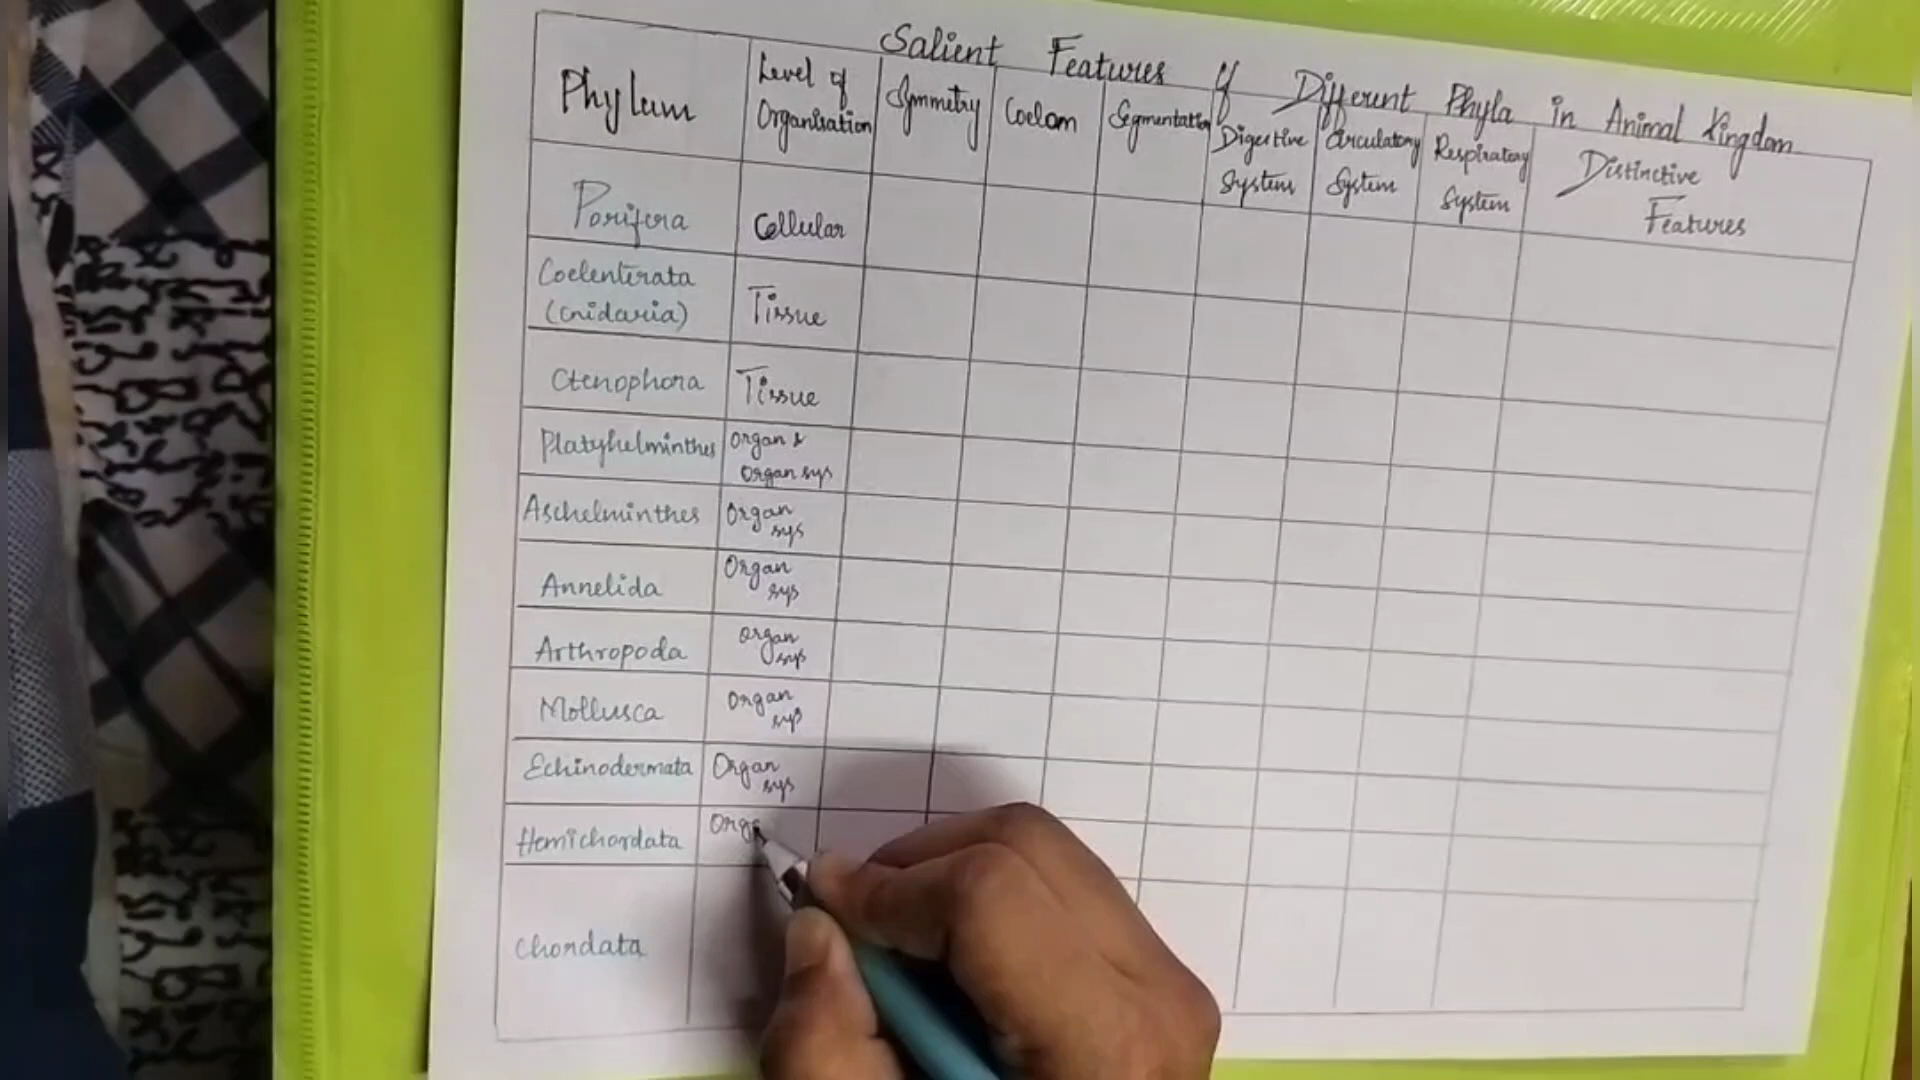 Salient Features of Different Phyla in Animal Kingdom
Phylum
Level of
Organisation
Symmetry
Coelom
Segmentation
Digestive
System
Circulatory
System
Respiratory
System
Distinctive
Features
Porifera
Cellular
Coelenterata
(Cnidaria)
Tissue
Ctenophora
Tissue
Platyhelminthes
Organ &
Organ sys
Aschelminthes
Organ
sys
Annelida
Organ
sys
Arthropoda
Organ
sys
Mollusca
Organ
sys
Echinodermata
Organ
sys
Hemichordata
Orga
Chordata